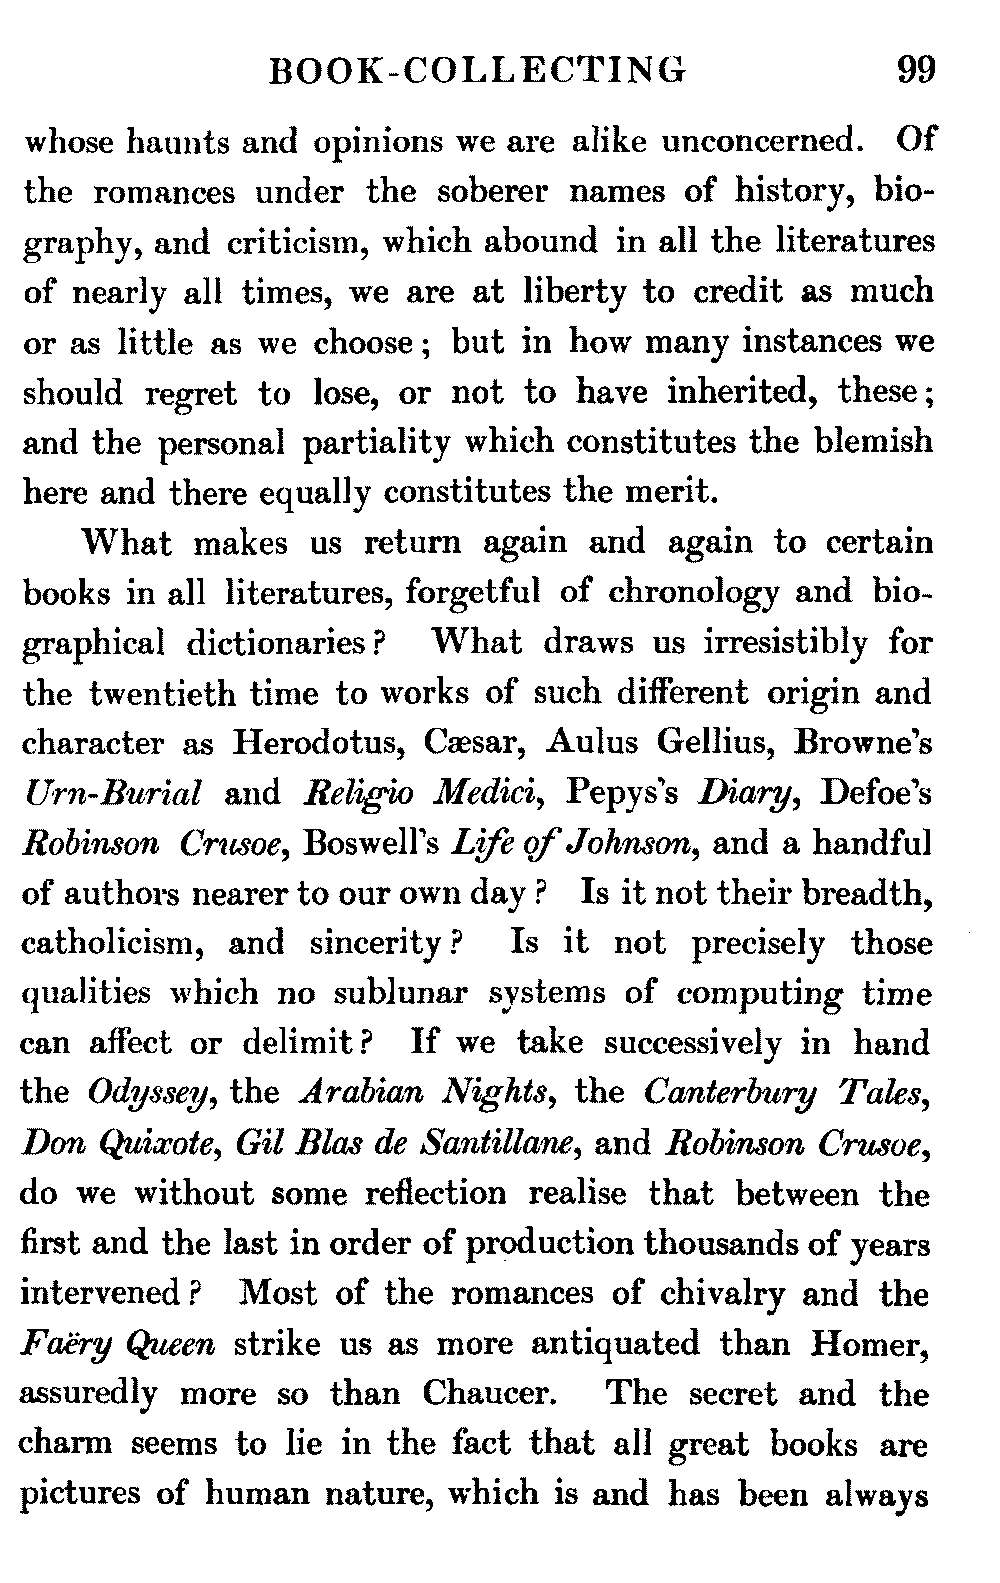 BOOK-COLLECTING 99
whose haunts and opinions we are alike unconcerned. Of
the romances under the soberer names of history, bio-
graphy, and criticism, which abound in all the literatures
of nearly all times, we are at liberty to credit as much
or as little as we choose; but in how many instances we
should regret to lose, or not to have inherited, these;
and the personal partiality which constitutes the blemish
here and there equally constitutes the merit.
What makes us return again and again to certain
books in all literatures, forgetful of chronology and bio-
graphical dictionaries? What draws us irresistibly for
the twentieth time to works of such different origin and
character as Herodotus, Cæsar, Aulus Gellius, Browne's
Urn-Burial and Religio Medici, Pepys's Diary, Defoe's
Robinson Crusoe, Boswell's Life of Johnson, and a handful
of authors nearer to our own day? Is it not their breadth,
catholicism, and sincerity? Is it not precisely those
qualities which no sublunar systems of computing time
can affect or delimit? If we take successively in hand
the Odyssey, the Arabian Nights, the Canterbury Tales,
Don Quixote, Gil Blas de Santillane, and Robinson Crusoe,
do we without some reflection realise that between the
first and the last in order of production thousands of years
intervened? Most of the romances of chivalry and the
Faëry Queen strike us as more antiquated than Homer,
assuredly more so than Chaucer. The secret and the
charm seems to lie in the fact that all great books are
pictures of human nature, which is and has been always